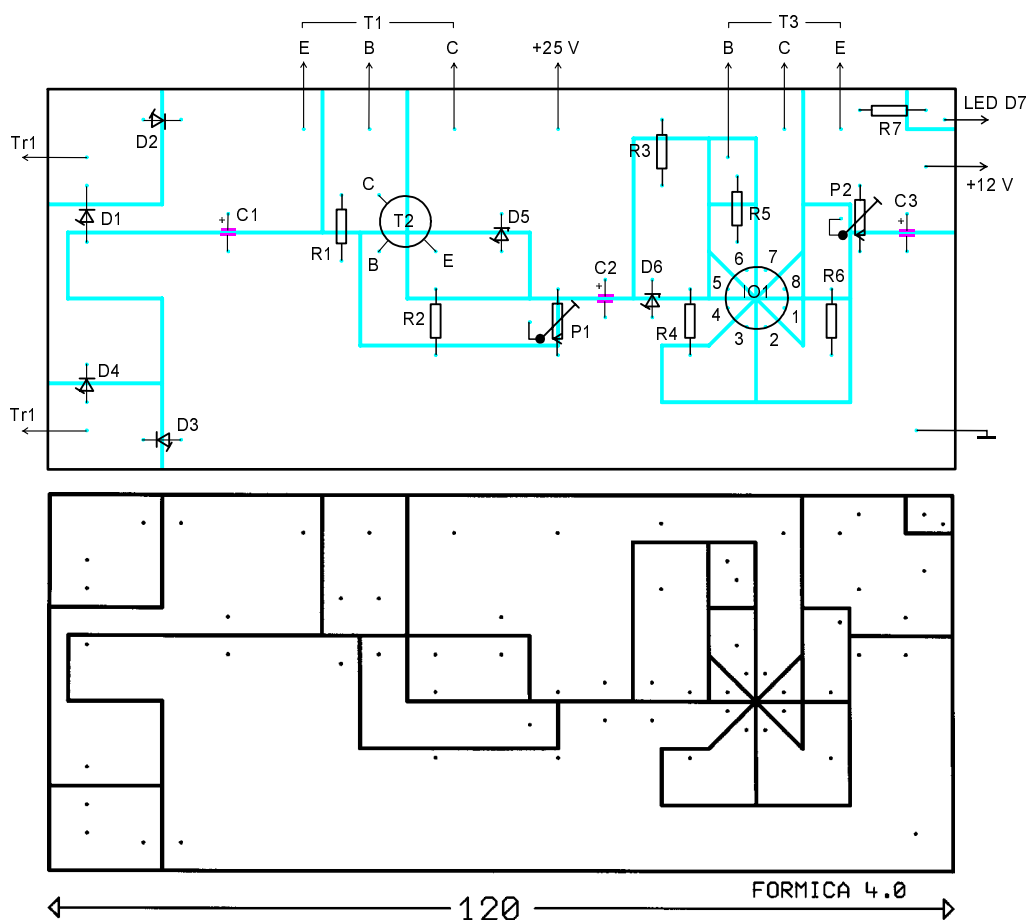 T1 T3
E B C +25 V B C E
LED D7
R7
D2
Tr1
R3
+12 V
C
P2 C3
D1 C1 T2 D5 R5
R1
B E
6 7
C2 D6 5 8 R6
IO1
R2 P1 R4 4 1
3 2
D4
Tr1
D3
FORMICA 4.0
120